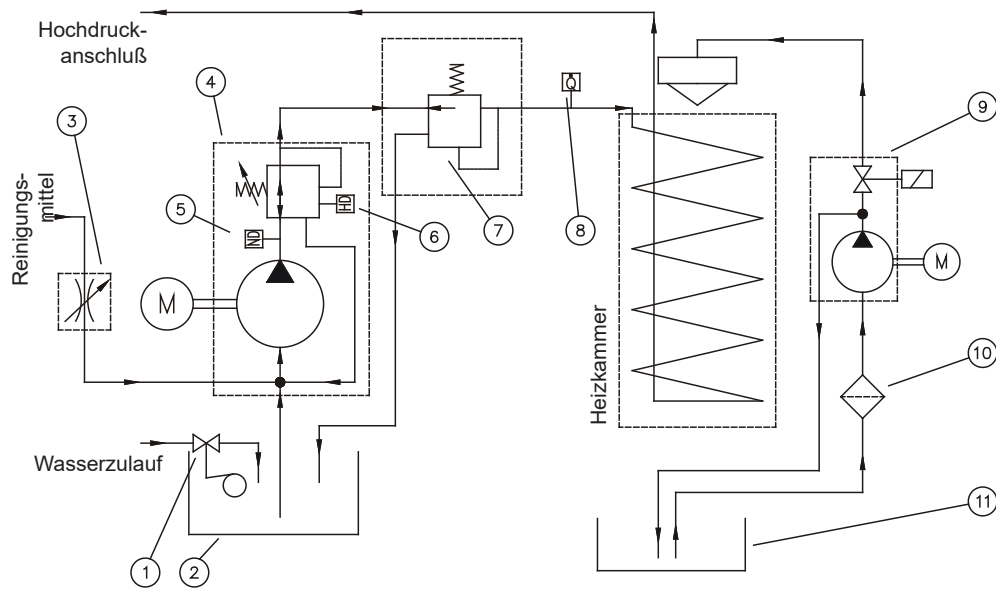 Hochdruck-
anschluß
4
Q
3
9
Reinigungs-
mittel
5
ND
HD
6
7
8
M
M
Heizkammer
10
Wasserzulauf
1
2
11